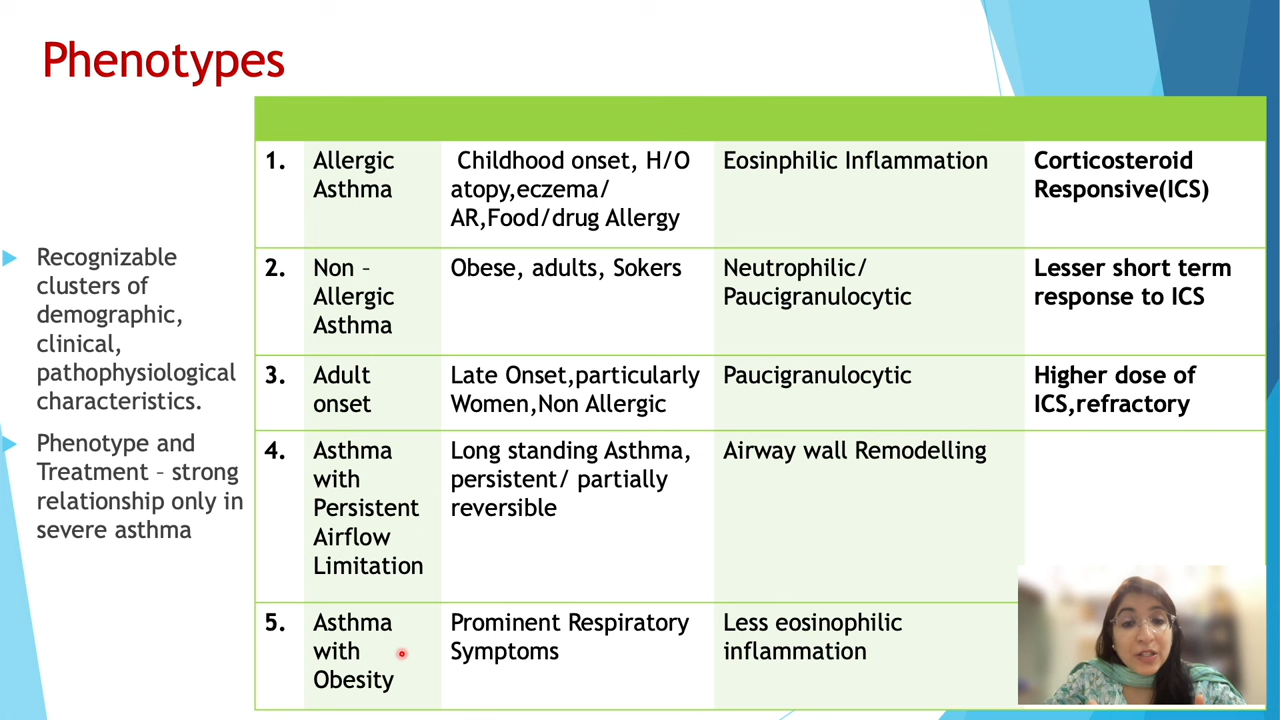 Phenotypes
Recognizable
clusters of
demographic,
clinical,
pathophysiological
characteristics.
Phenotype and
Treatment – strong
relationship only in
severe asthma
1.
Allergic
Asthma
Childhood onset, H/O
atopy,eczema/
AR,Food/drug Allergy
Eosinphilic Inflammation
Corticosteroid
Responsive(ICS)
2.
Non –
Allergic
Asthma
Obese, adults, Sokers
Neutrophilic/
Paucigranulocytic
Lesser short term
response to ICS
3.
Adult
onset
Late Onset,particularly
Women,Non Allergic
Paucigranulocytic
Higher dose of
ICS,refractory
4.
Asthma
with
Persistent
Airflow
Limitation
Long standing Asthma,
persistent/ partially
reversible
Airway wall Remodelling
5.
Asthma
with
Obesity
Prominent Respiratory
Symptoms
Less eosinophilic
inflammation